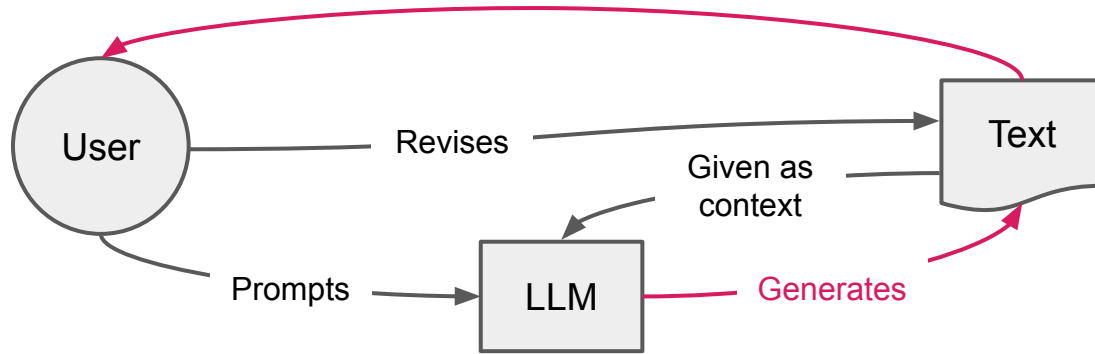 User
Revises
Text
Given as
context
Prompts
LLM
Generates